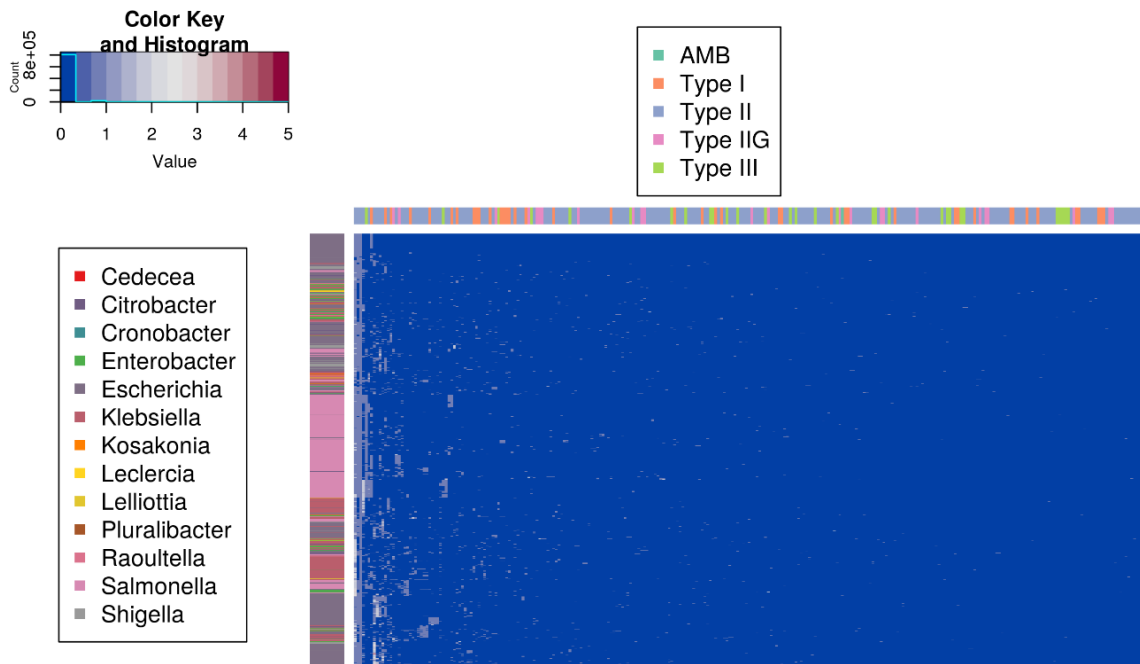 Color Key
and Histogram
Count
0
8e+05
0 1 2 3 4 5
Value
AMB
Type I
Type II
Type IIG
Type III
Cedecea
Citrobacter
Cronobacter
Enterobacter
Escherichia
Klebsiella
Kosakonia
Leclercia
Lelliottia
Pluralibacter
Raoultella
Salmonella
Shigella